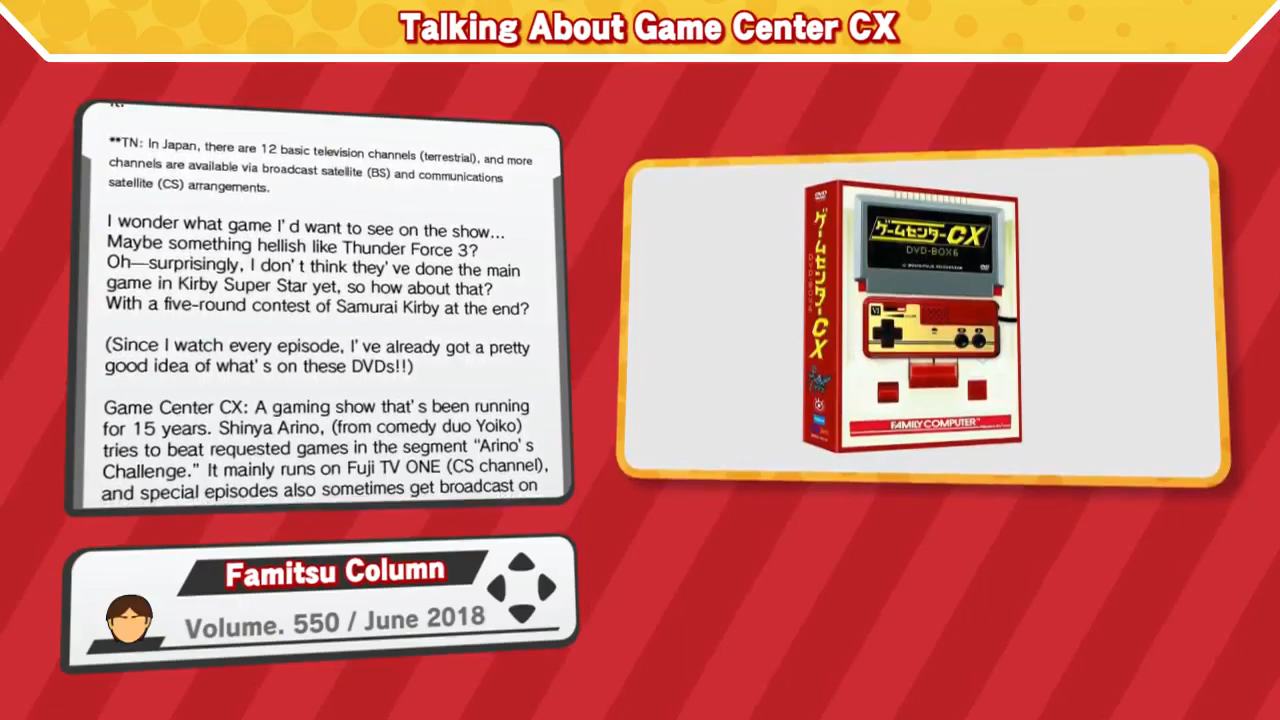 Talking About Game Center CX
it.
**TN: In Japan, there are 12 basic television channels (terrestrial), and more
channels are available via broadcast satellite (BS) and communications
satellite (CS) arrangements.
I wonder what game I'd want to see on the show...
Maybe something hellish like Thunder Force 3?
Oh—surprisingly, I don't think they've done the main
game in Kirby Super Star yet, so how about that?
With a five-round contest of Samurai Kirby at the end?
(Since I watch every episode, I've already got a pretty
good idea of what's on these DVDs!!)
Game Center CX: A gaming show that's been running
for 15 years. Shinya Arino, (from comedy duo Yoiko)
tries to beat requested games in the segment “Arino's
Challenge.” It mainly runs on Fuji TV ONE (CS channel),
and special episodes also sometimes get broadcast on
Famitsu Column
Volume. 550 / June 2018
DVD
ゲームセンターCX
ゲームセンターCX
DVD-BOX6
VI
FAMILY COMPUTER™